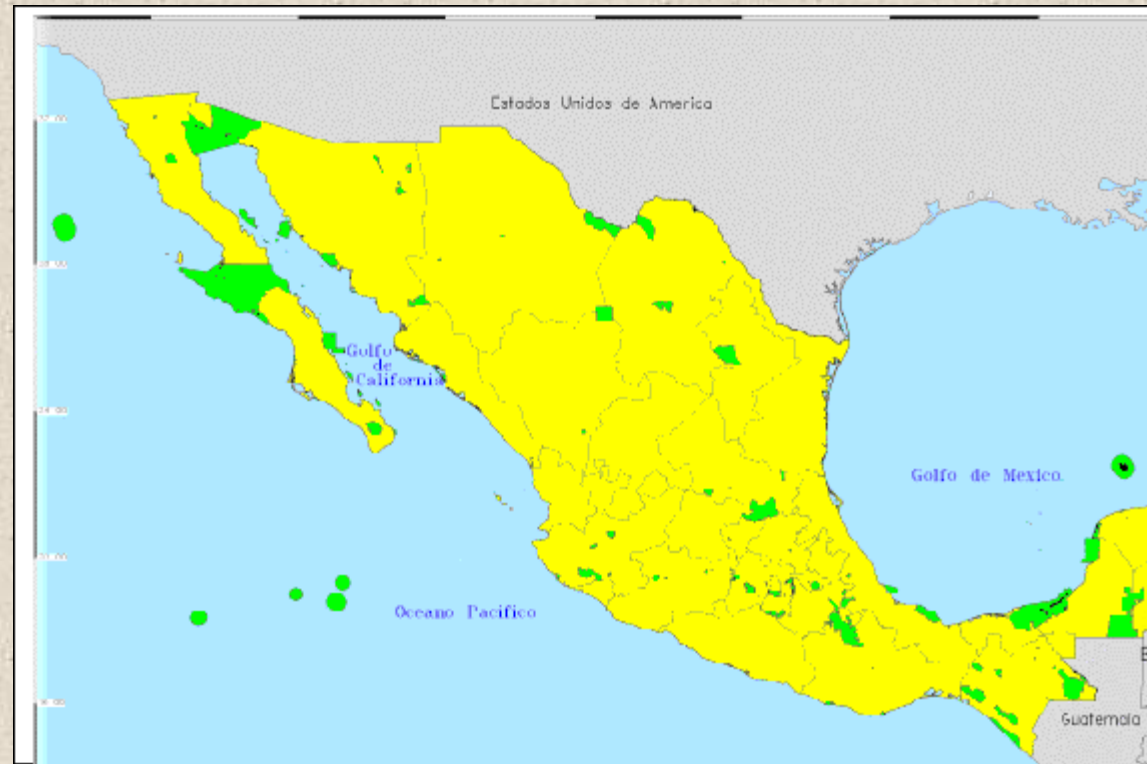 Estados Unidos de America
Golfo
de
California
Golfo de Mexico
Oceano Pacifico
Guatemala